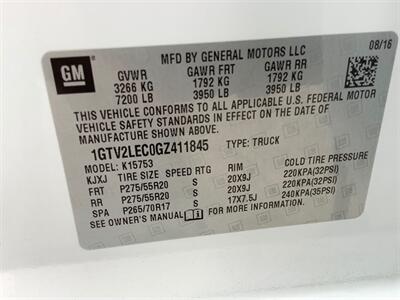 GM
MFD BY GENERAL MOTORS LLC
08/16
GVWR GAWR FRT GAWR RR
3266 KG 1792 KG 1792 KG
7200 LB 3950 LB 3950 LB
THIS VEHICLE CONFORMS TO ALL APPLICABLE U.S. FEDERAL MOTOR
VEHICLE SAFETY STANDARDS IN EFFECT ON THE DATE OF
MANUFACTURE SHOWN ABOVE.
1GTV2LEC0GZ411845 TYPE: TRUCK
MODEL: K15753
KJXJ TIRE SIZE SPEED RTG RIM COLD TIRE PRESSURE
FRT P275/55R20 S 20X9J 220KPA(32PSI)
RR P275/55R20 S 20X9J 220KPA(32PSI)
SPA P265/70R17 S 17X7.5J 240KPA(35PSI)
SEE OWNER'S MANUAL FOR ADDITIONAL INFORMATION.